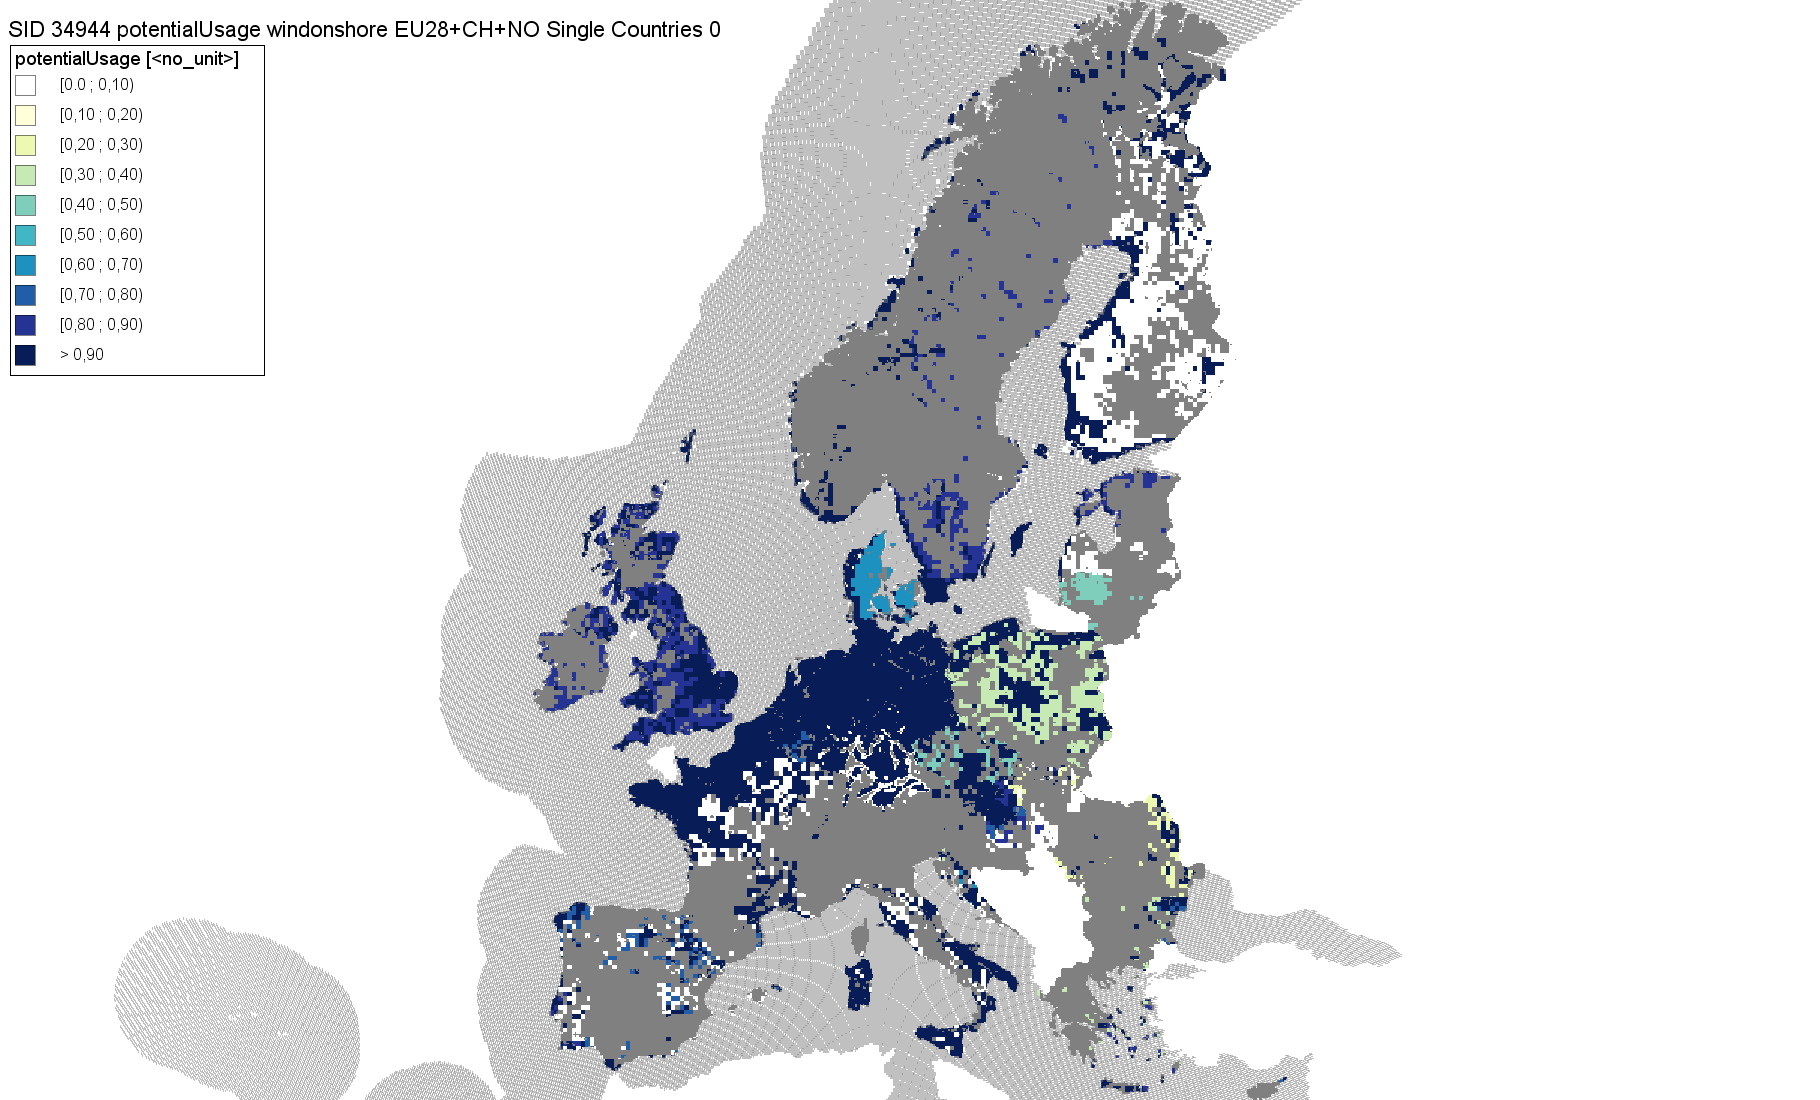 SID 34944 potentialUsage windonshore EU28+CH+NO Single Countries 0
potentialUsage [<no_unit>]
[0.0 ; 0,10)
[0,10 ; 0,20)
[0,20 ; 0,30)
[0,30 ; 0,40)
[0,40 ; 0,50)
[0,50 ; 0,60)
[0,60 ; 0,70)
[0,70 ; 0,80)
[0,80 ; 0,90)
> 0,90